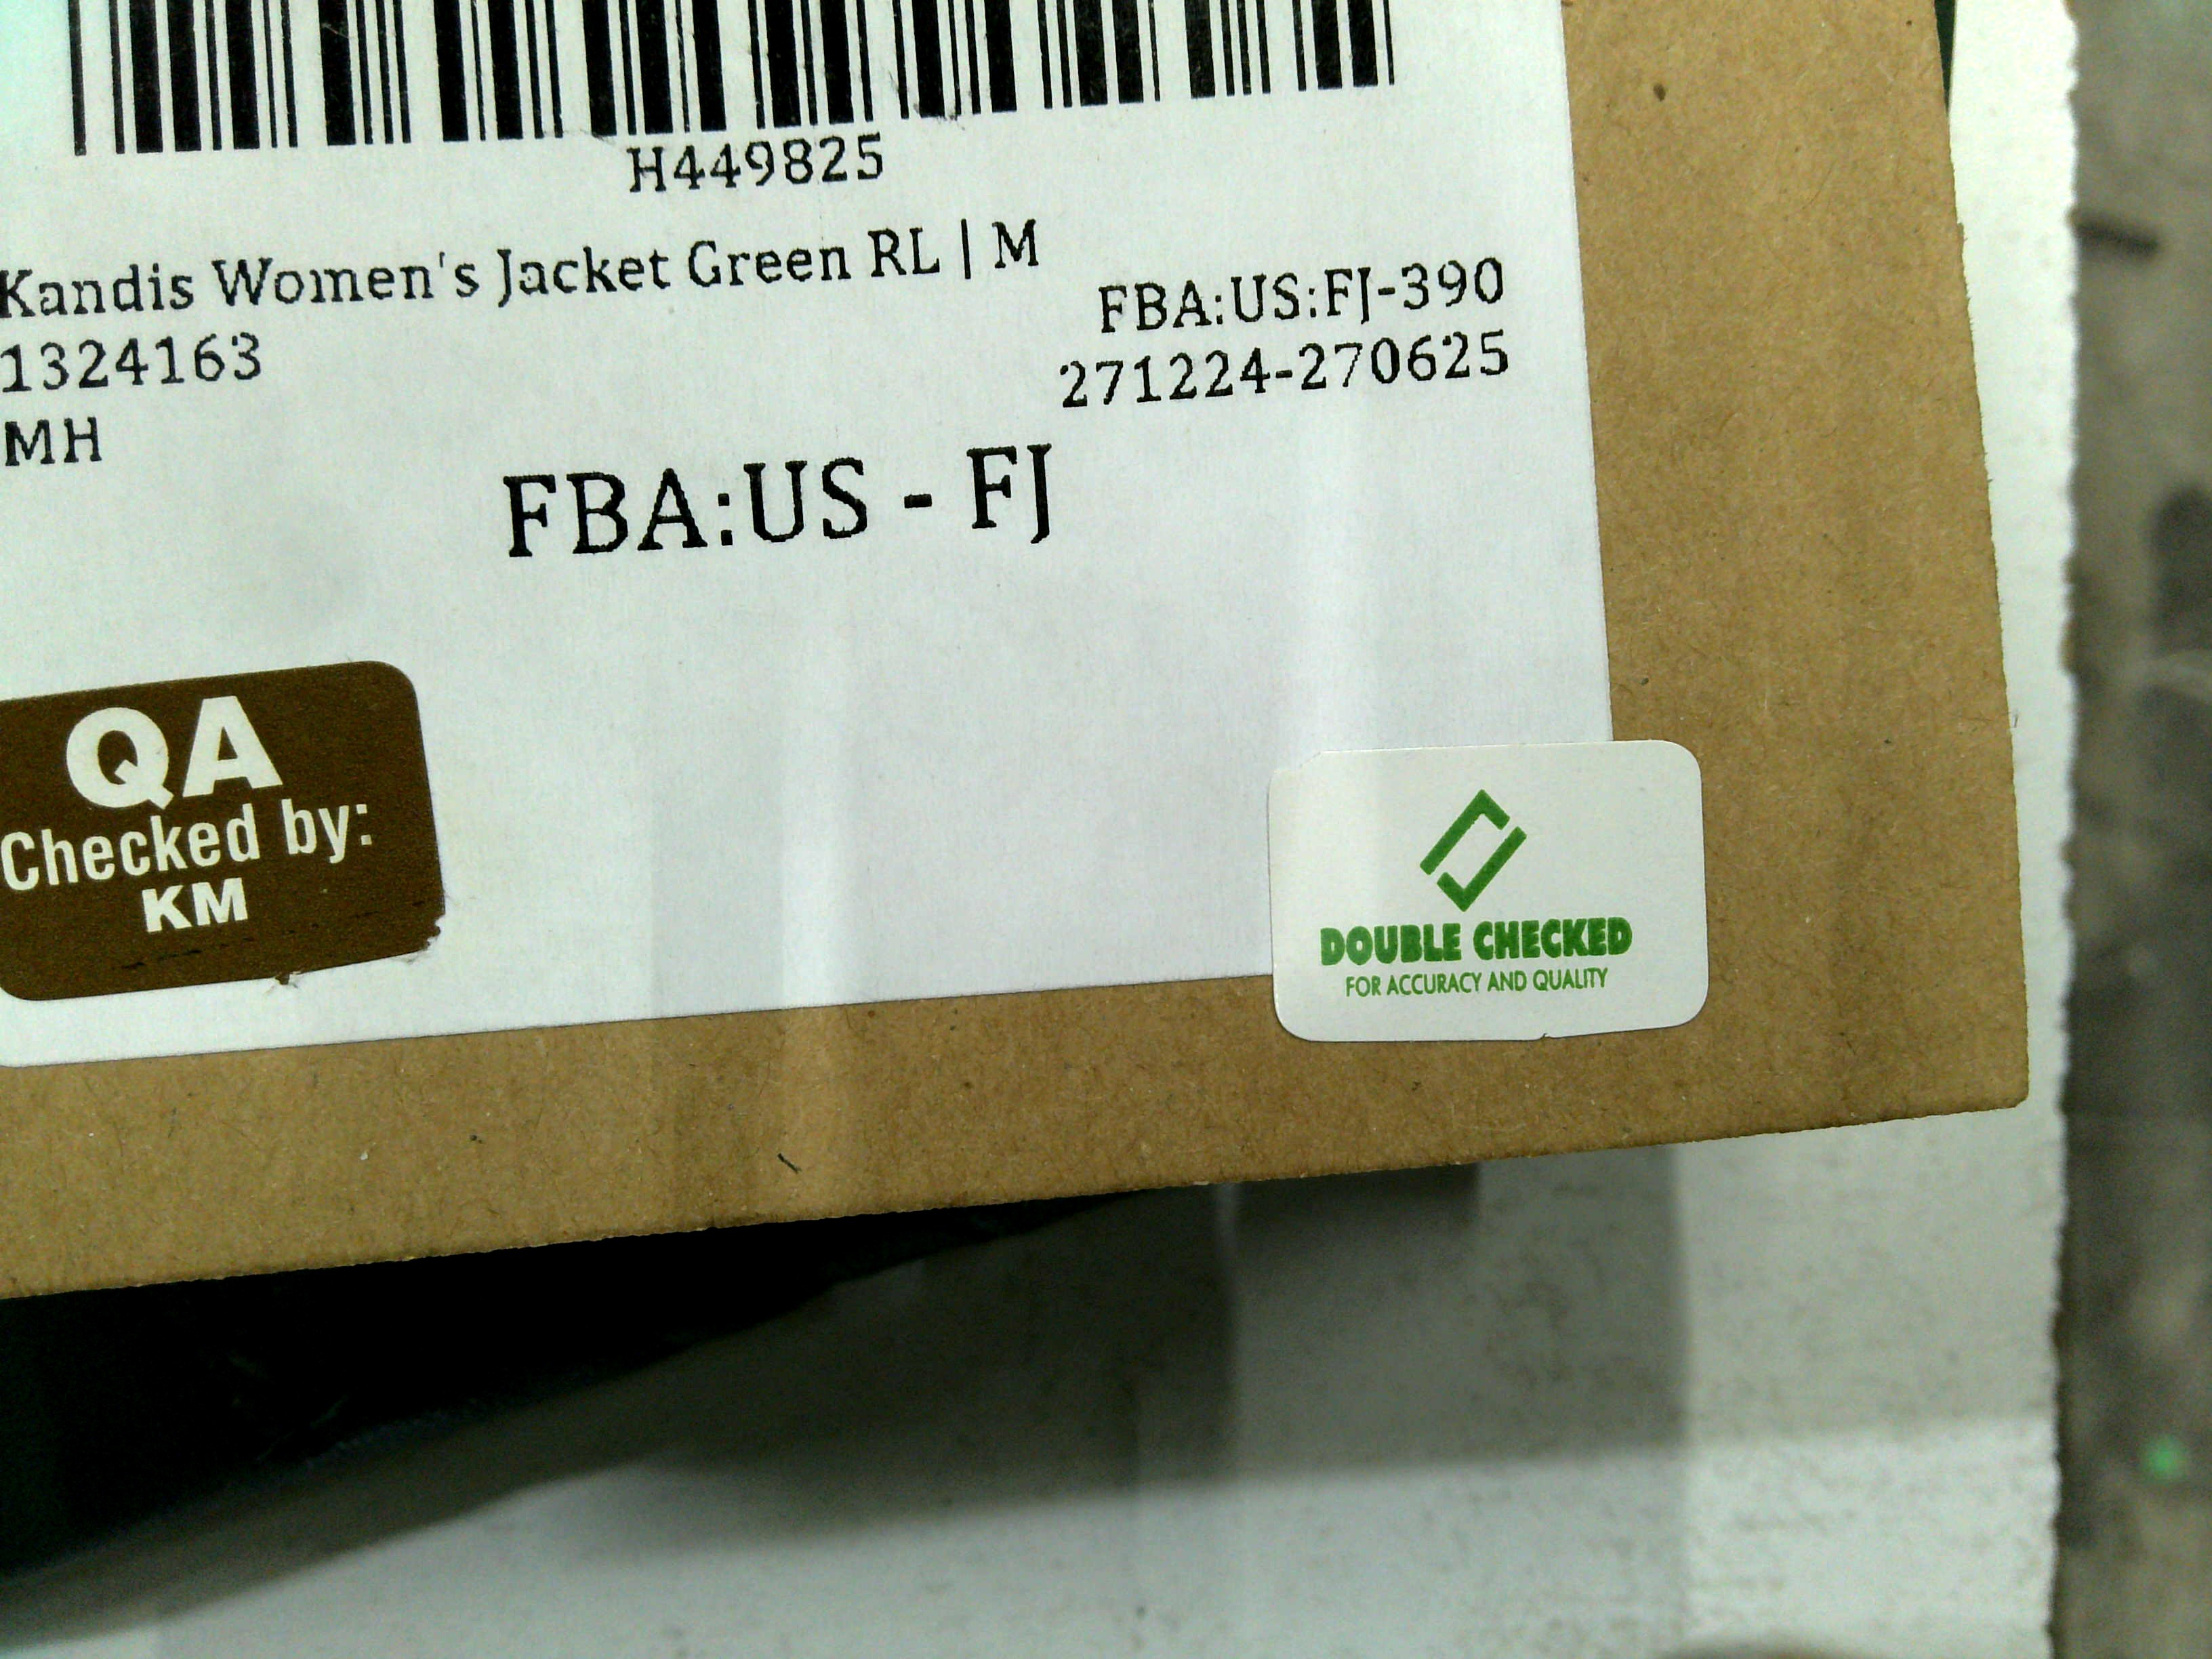 H449825
Kandis Women's Jacket Green RL | M
FBA:US:FJ-390
1324163
271224-270625
MH
FBA:US - FJ
QA
Checked by:
KM
DOUBLE CHECKED
FOR ACCURACY AND QUALITY